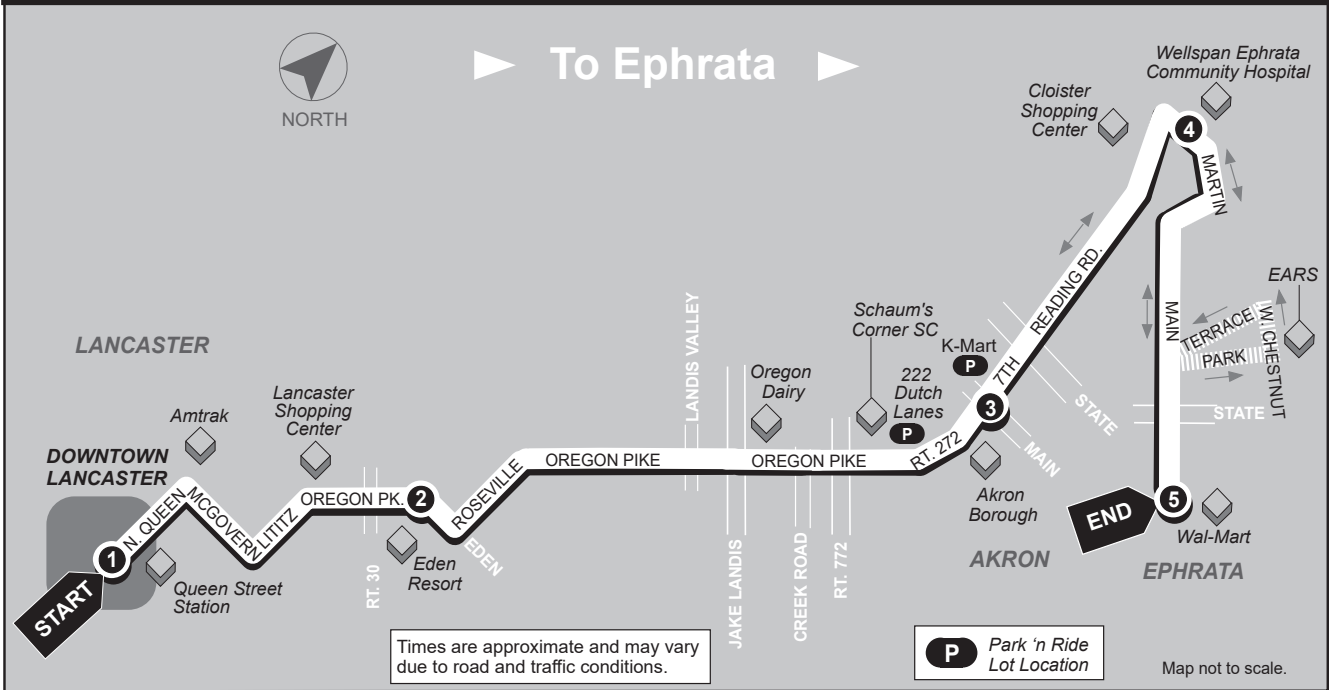 To Ephrata
NORTH
Wellspan Ephrata
Community Hospital
Cloister
Shopping
Center
4
MARTIN
READING RD.
EARS
MAIN
TERRACE
W. CHESTNUT
PARK
STATE
Schaum's
Corner SC
K-Mart
P
222
Dutch
Lanes
P
7TH
3
STATE
MAIN
RT. 272
Akron
Borough
AKRON
LANDIS VALLEY
Oregon
Dairy
LANCASTER
Amtrak
Lancaster
Shopping
Center
DOWNTOWN
LANCASTER
START
1
N. QUEEN
MCGOVERN
LITITZ
OREGON PK.
2
ROSEVILLE
EDEN
OREGON PIKE
OREGON PIKE
Queen Street
Station
RT. 30
Eden
Resort
JAKE LANDIS
CREEK ROAD
RT. 772
END
5
Wal-Mart
EPHRATA
Times are approximate and may vary
due to road and traffic conditions.
P
Park ‘n Ride
Lot Location
Map not to scale.